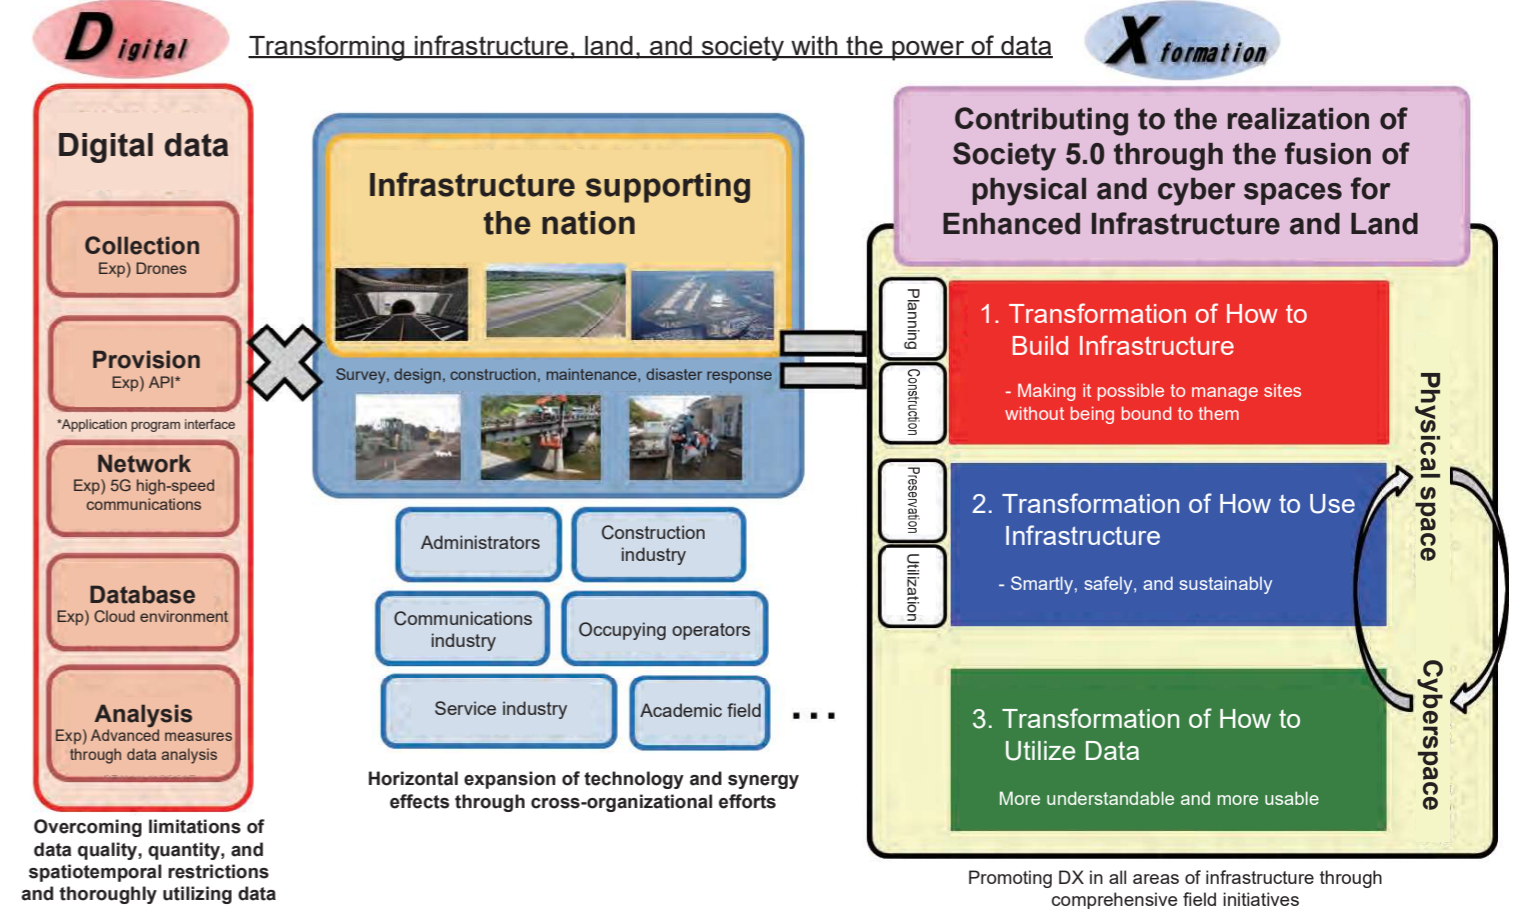 Digital
Transforming infrastructure, land, and society with the power of data
X formation
Digital data
Collection
Exp) Drones
Provision
Exp) API*
*Application program interface
Network
Exp) 5G high-speed
communications
Database
Exp) Cloud environment
Analysis
Exp) Advanced measures
through data analysis
Overcoming limitations of
data quality, quantity, and
spatiotemporal restrictions
and thoroughly utilizing data
Infrastructure supporting
the nation
Survey, design, construction, maintenance, disaster response
Administrators
Construction
industry
Communications
industry
Occupying operators
Service industry
Academic field
...
Horizontal expansion of technology and synergy
effects through cross-organizational efforts
Contributing to the realization of
Society 5.0 through the fusion of
physical and cyber spaces for
Enhanced Infrastructure and Land
Planning
Construction
Preservation
Utilization
1. Transformation of How to
Build Infrastructure
- Making it possible to manage sites
without being bound to them
2. Transformation of How to Use
Infrastructure
- Smartly, safely, and sustainably
3. Transformation of How to
Utilize Data
More understandable and more usable
Physical space
Cyberspace
Promoting DX in all areas of infrastructure through
comprehensive field initiatives